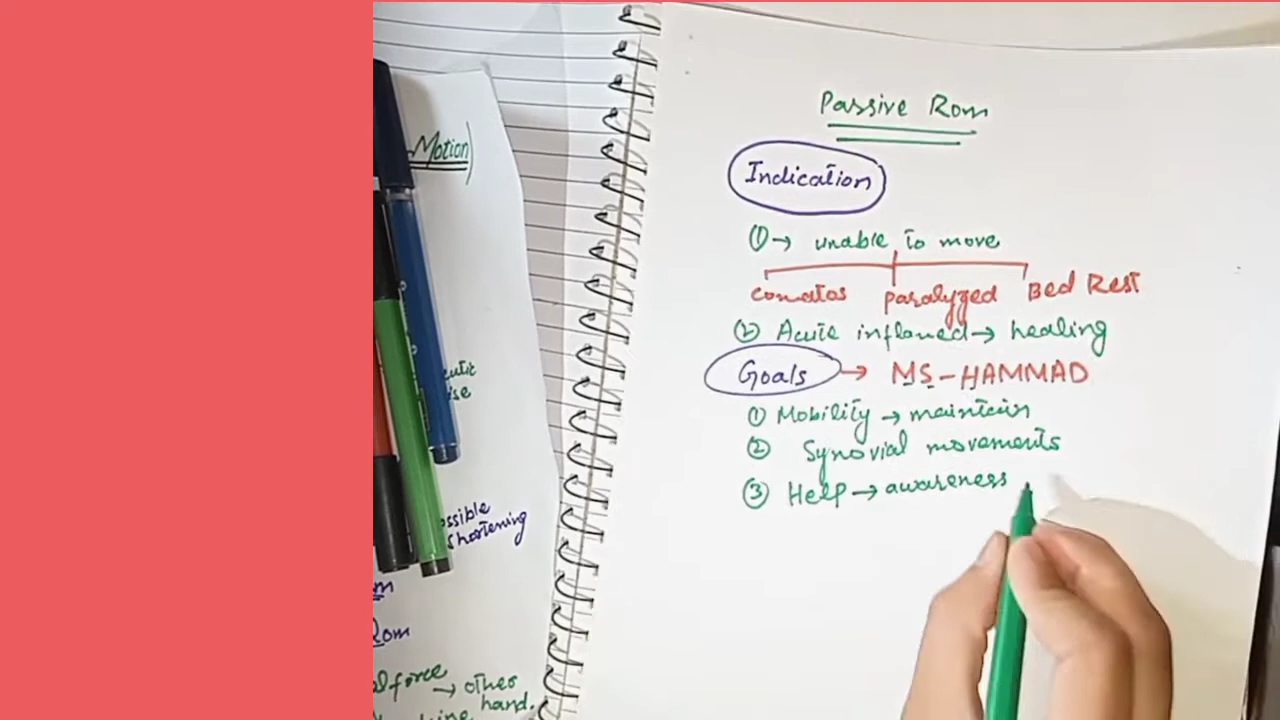 Motion)
ossible
shortening
Rom
→ other
hand.
Passive Rom
Indication
①→ unable to move
comatos paralyzed Bed Rest
② Acute inflamed → healing
Goals → MS-HAMMAD
① Mobility → maintain
② Synovial movements
③ Help → awareness